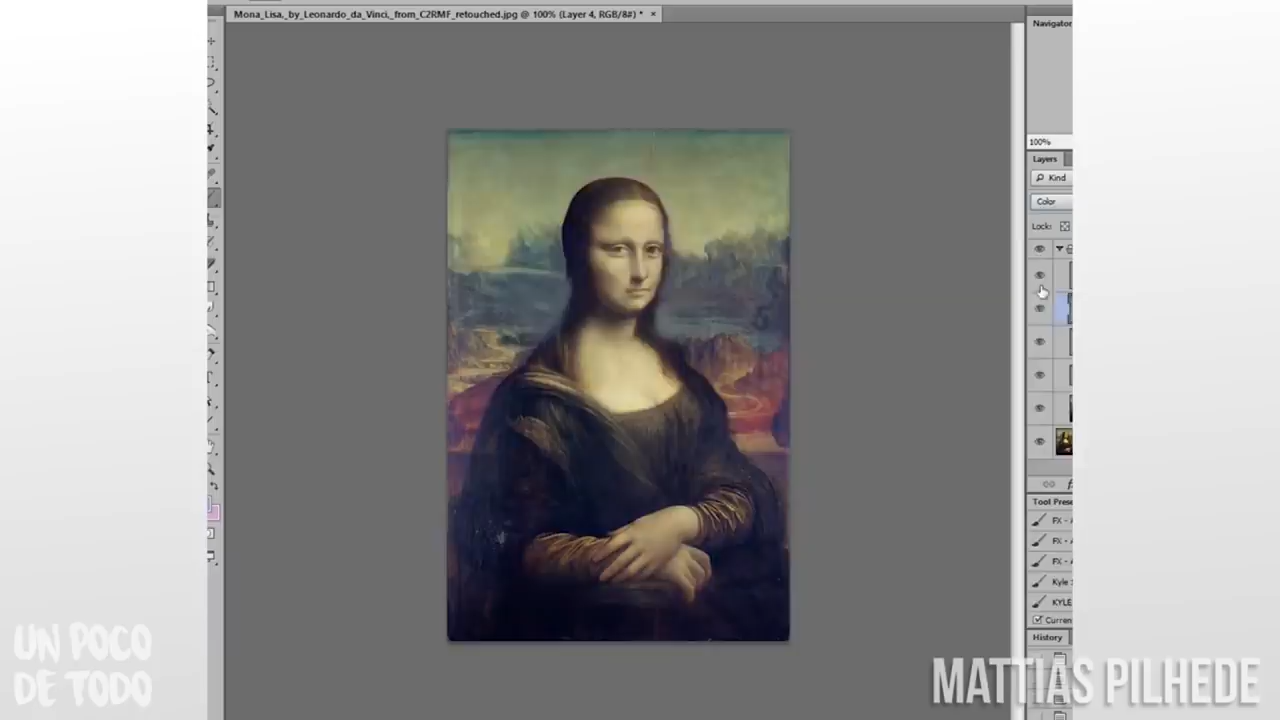 Mona_Lisa,_by_Leonardo_da_Vinci,_from_C2RMF_retouched.jpg @ 100% (Layer 4, RGB/8#) * ×
Navigator
100%
Layers
Kind
Color
Lock:
Tool Prese
FX - A
FX - A
FX - A
Kyle
KYLE
Current
History
UN POCO
DE TODO
MATTIAS PILHEDE